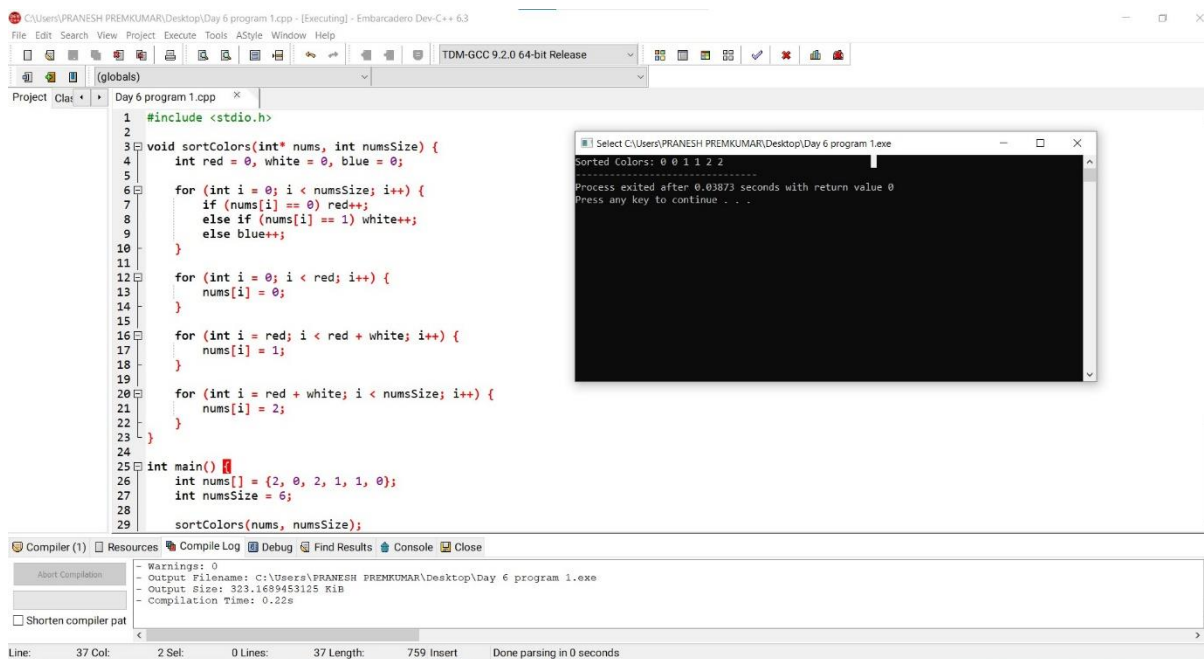 C:\Users\PRANESH PREMKUMAR\Desktop\Day 6 program 1.cpp - [Executing] - Embarcadero Dev-C++ 6.3
File Edit Search View Project Execute Tools AStyle Window Help
TDM-GCC 9.2.0 64-bit Release
(globals)
Project Clas Day 6 program 1.cpp
1 #include <stdio.h>
2
3 void sortColors(int* nums, int numsSize) {
4 int red = 0, white = 0, blue = 0;
5
6 for (int i = 0; i < numsSize; i++) {
7 if (nums[i] == 0) red++;
8 else if (nums[i] == 1) white++;
9 else blue++;
10 }
11
12 for (int i = 0; i < red; i++) {
13 nums[i] = 0;
14 }
15
16 for (int i = red; i < red + white; i++) {
17 nums[i] = 1;
18 }
19
20 for (int i = red + white; i < numsSize; i++) {
21 nums[i] = 2;
22 }
23 }
24
25 int main() {
26 int nums[] = {2, 0, 2, 1, 1, 0};
27 int numsSize = 6;
28
29 sortColors(nums, numsSize);
Select C:\Users\PRANESH PREMKUMAR\Desktop\Day 6 program 1.exe
Sorted Colors: 0 0 1 1 2 2
--------------------------------
Process exited after 0.03873 seconds with return value 0
Press any key to continue . . .
Compiler (1) Resources Compile Log Debug Find Results Console Close
Abort Compilation
Shorten compiler pat
- Warnings: 0
- Output Filename: C:\Users\PRANESH PREMKUMAR\Desktop\Day 6 program 1.exe
- Output Size: 323.1689453125 KiB
- Compilation Time: 0.22s
Line: 37 Col: 2 Sel: 0 Lines: 37 Length: 759 Insert Done parsing in 0 seconds